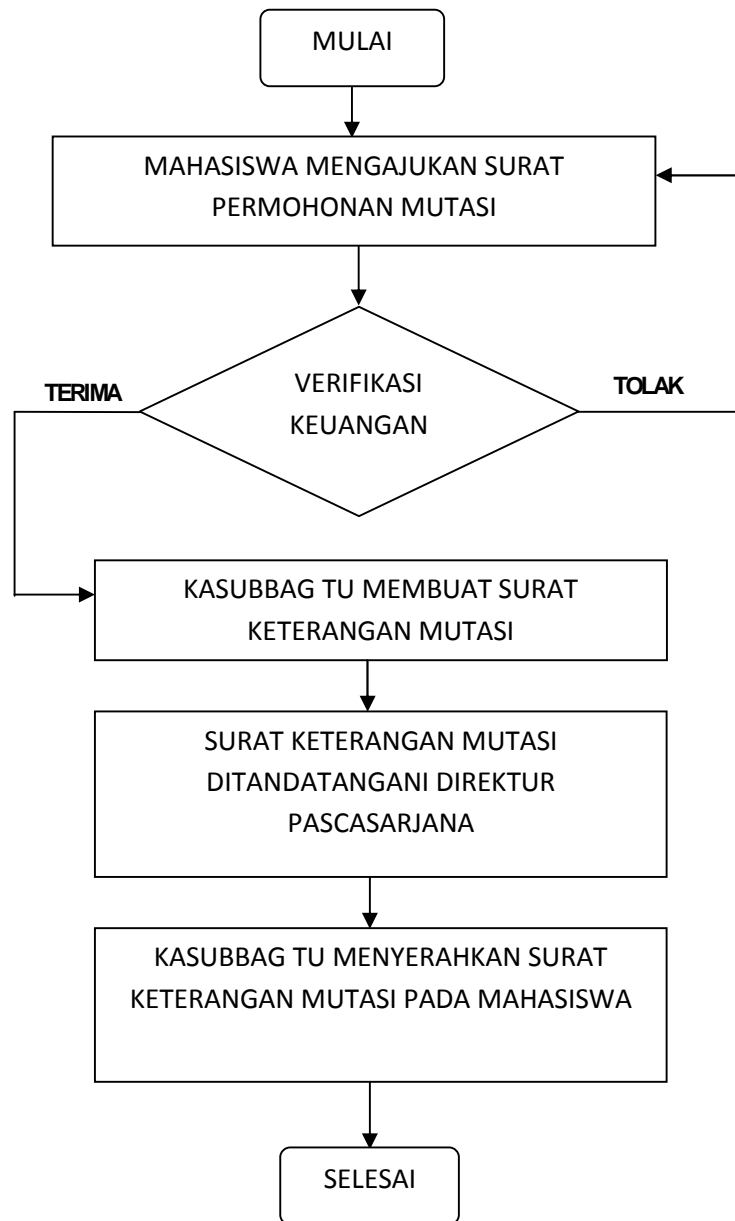 MULAI
MAHASISWA MENGAJUKAN SURAT
PERMOHONAN MUTASI
VERIFIKASI
KEUANGAN
TERIMA
TOLAK
KASUBBAG TU MEMBUAT SURAT
KETERANGAN MUTASI
SURAT KETERANGAN MUTASI
DITANDATANGANI DIREKTUR
PASCASARJANA
KASUBBAG TU MENYERAHKAN SURAT
KETERANGAN MUTASI PADA MAHASISWA
SELESAI